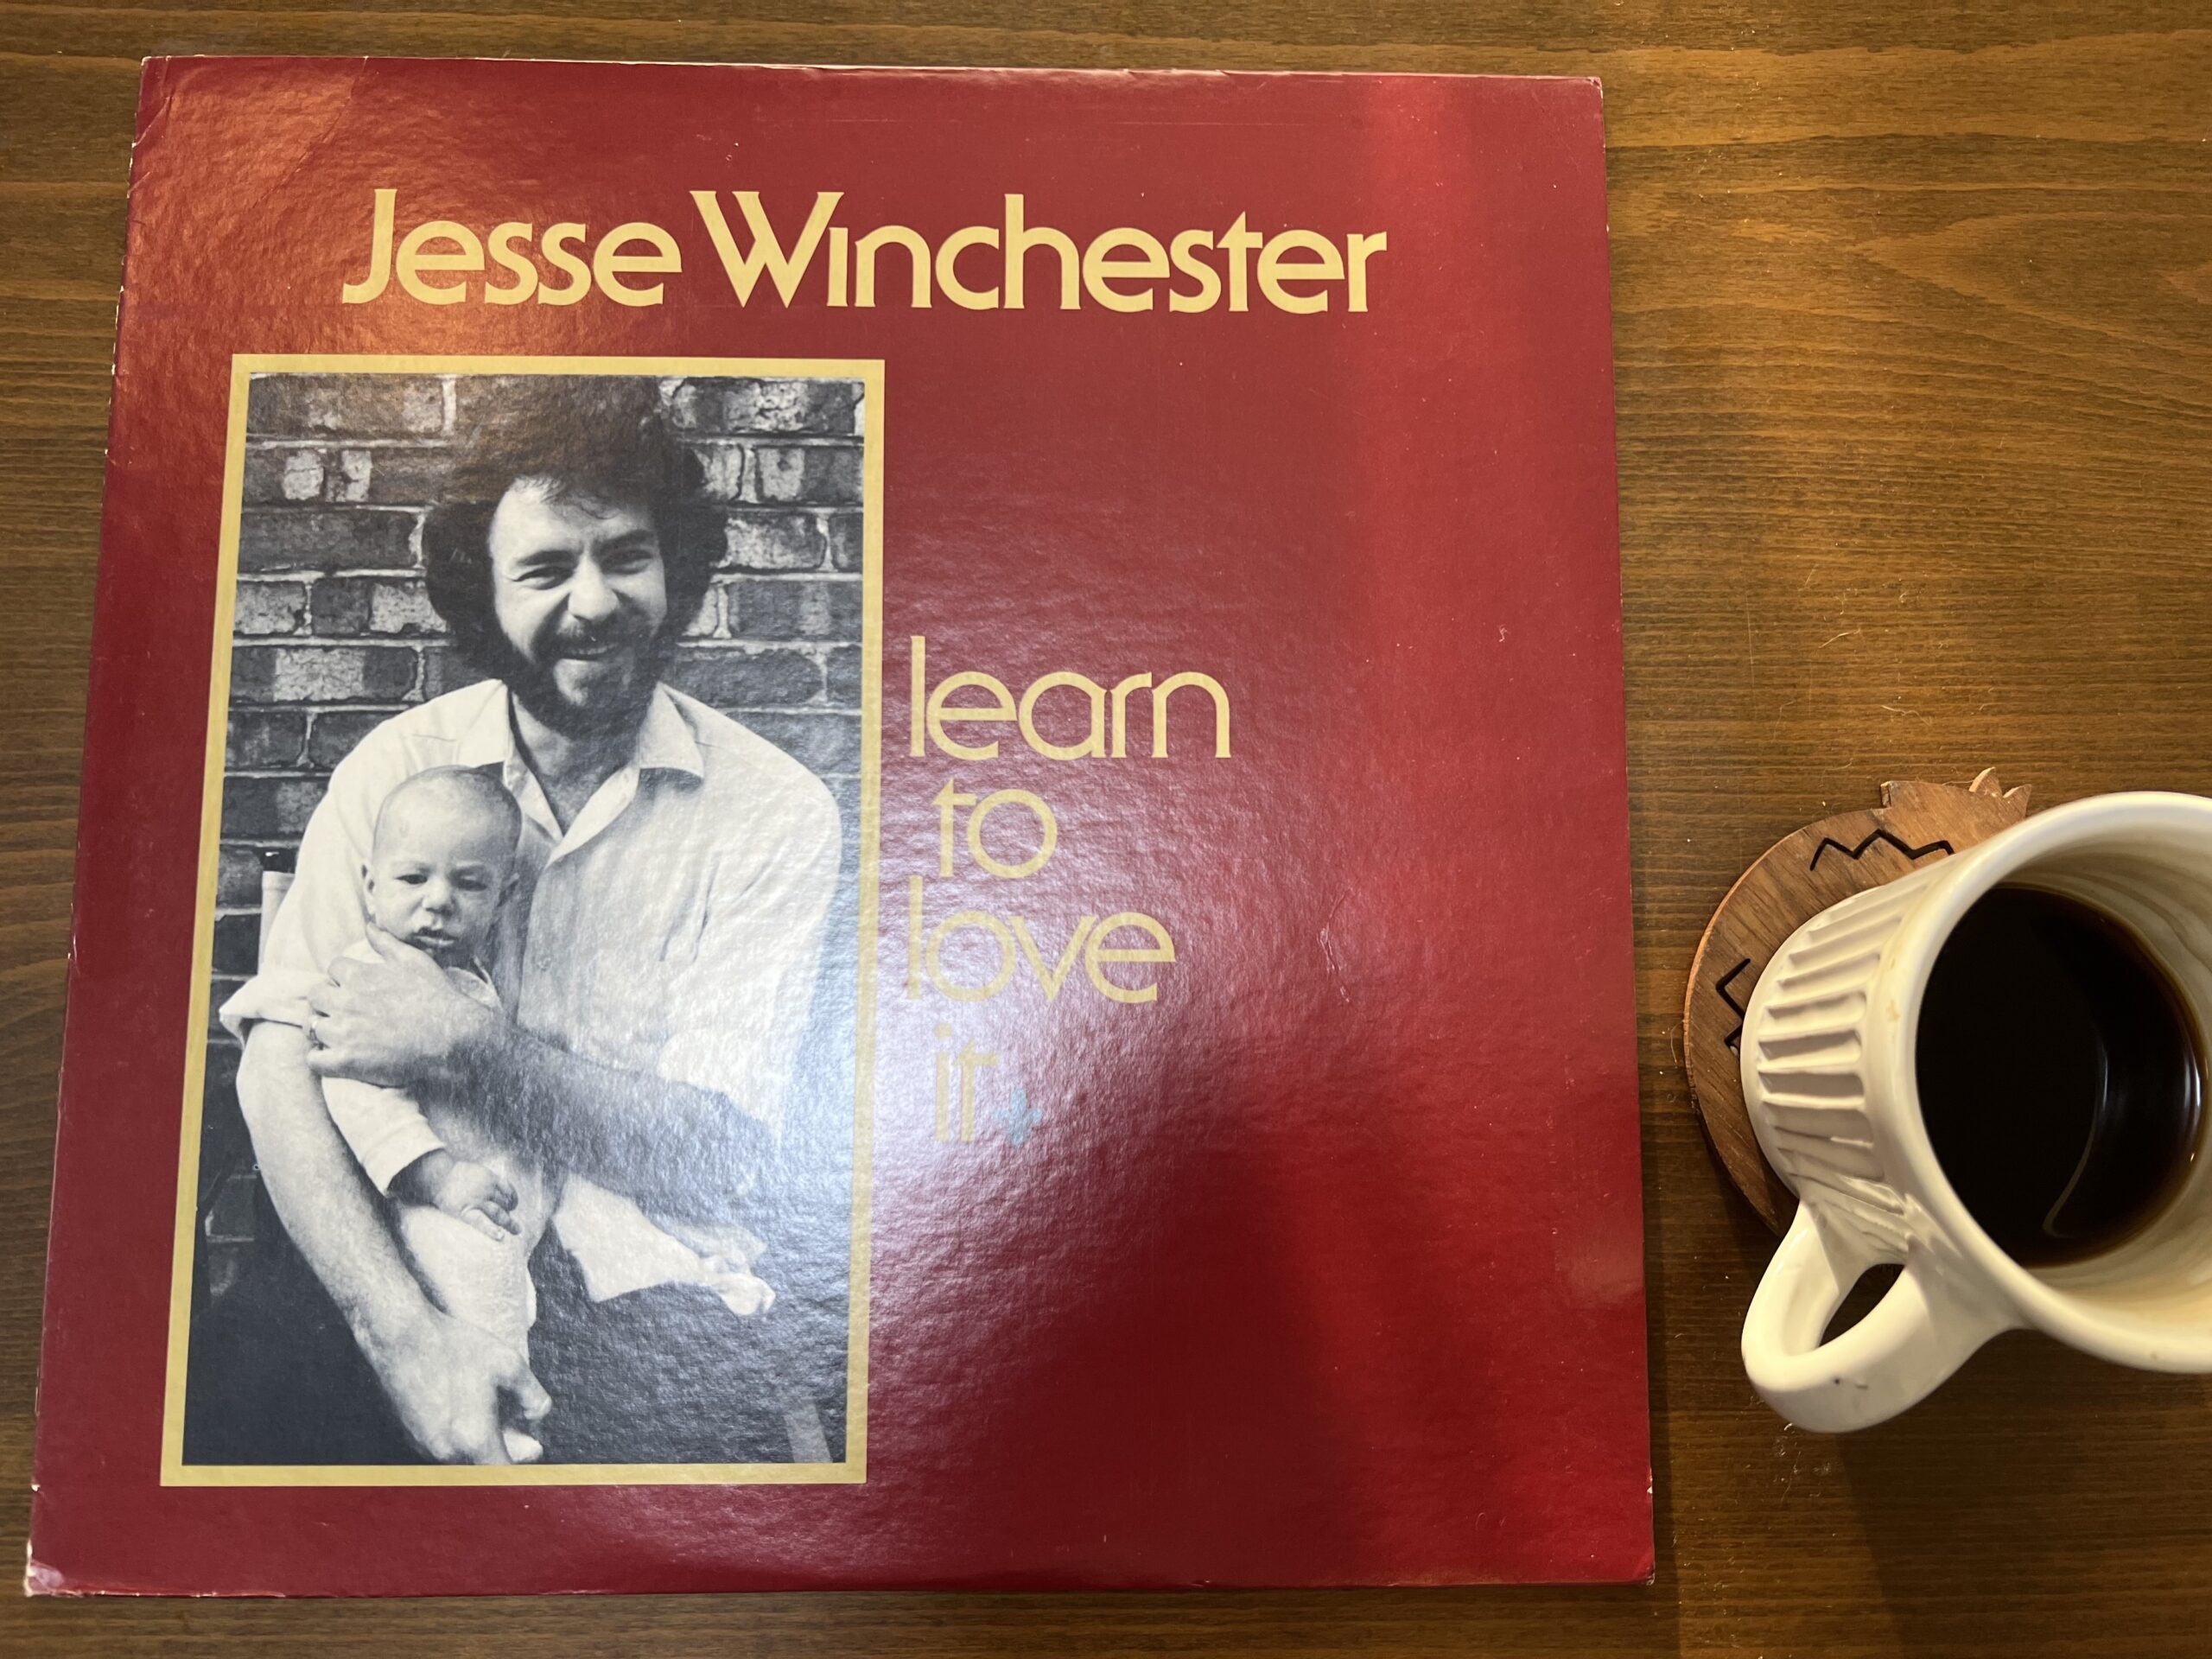 Jesse Winchester
learn
to
love
it